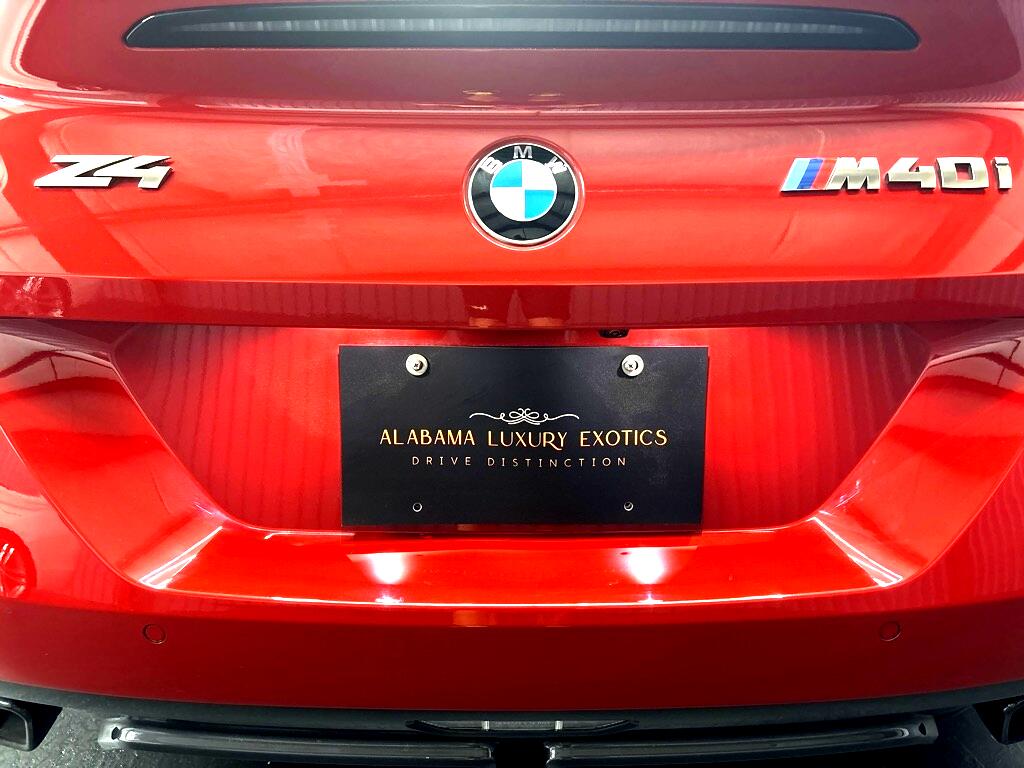 Z4
BMW
M40i
ALABAMA LUXURY EXOTICS
DRIVE DISTINCTION